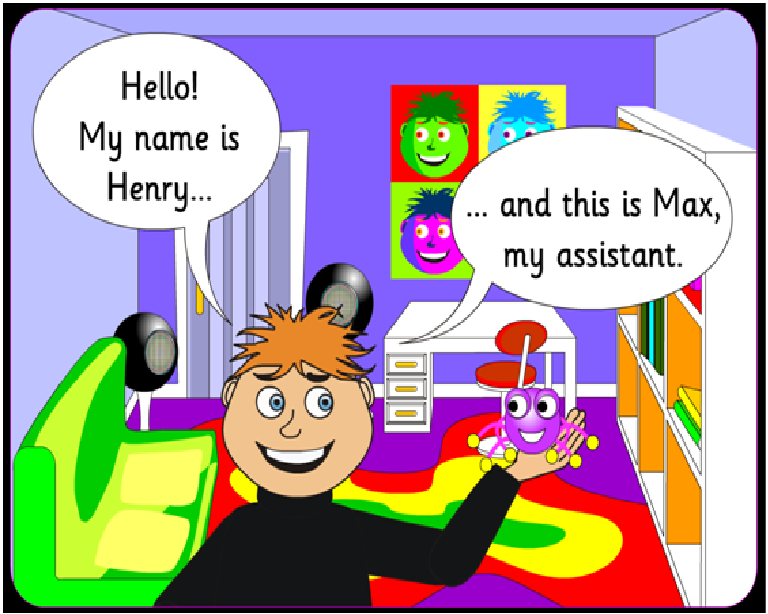 Hello!
My name is
Henry...
... and this is Max,
my assistant.